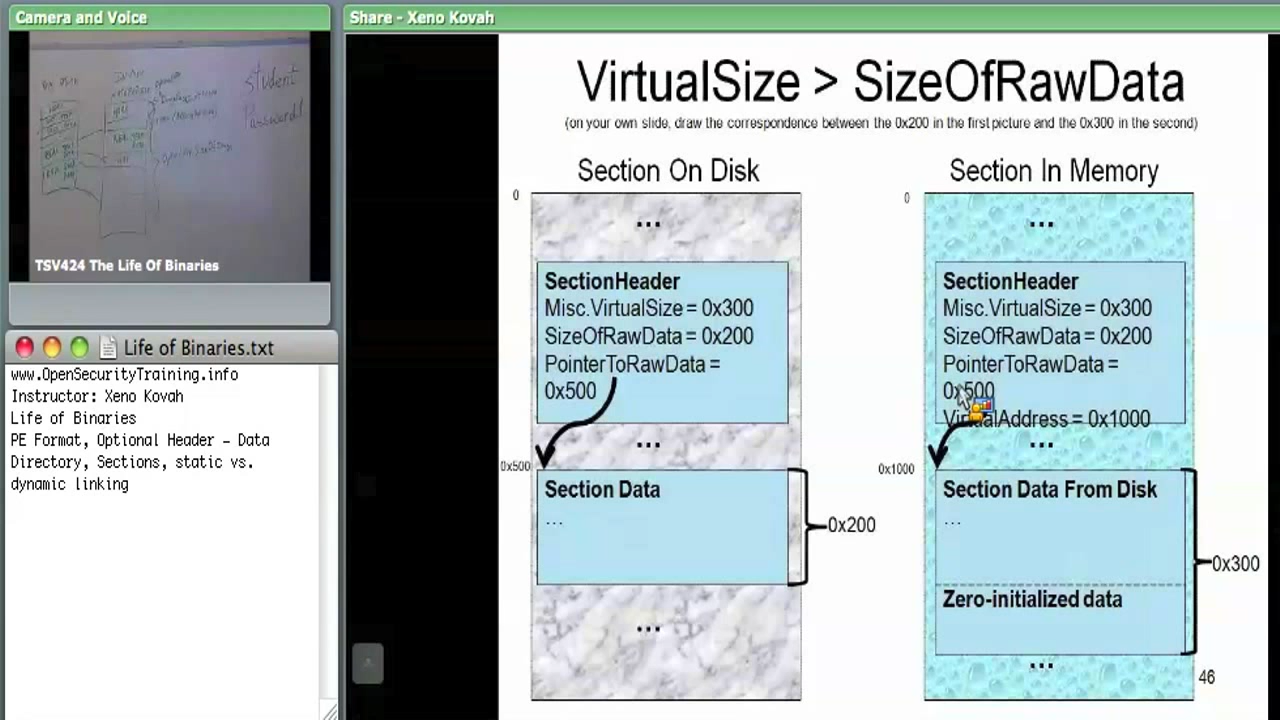 Camera and Voice
Student
TSV424 The Life Of Binaries
Life of Binaries.txt
www.OpenSecurityTraining.info
Instructor: Xeno Kovah
Life of Binaries
PE Format, Optional Header – Data
Directory, Sections, static vs.
dynamic linking
Share - Xeno Kovah
VirtualSize > SizeOfRawData
(on your own slide, draw the correspondence between the 0x200 in the first picture and the 0x300 in the second)
Section On Disk
0
...
SectionHeader
Misc.VirtualSize = 0x300
SizeOfRawData = 0x200
PointerToRawData =
0x500
...
0x500
Section Data
...
0x200
...
Section In Memory
0
...
SectionHeader
Misc.VirtualSize = 0x300
SizeOfRawData = 0x200
PointerToRawData =
0x500
VirtualAddress = 0x1000
...
0x1000
Section Data From Disk
...
0x300
Zero-initialized data
...
46